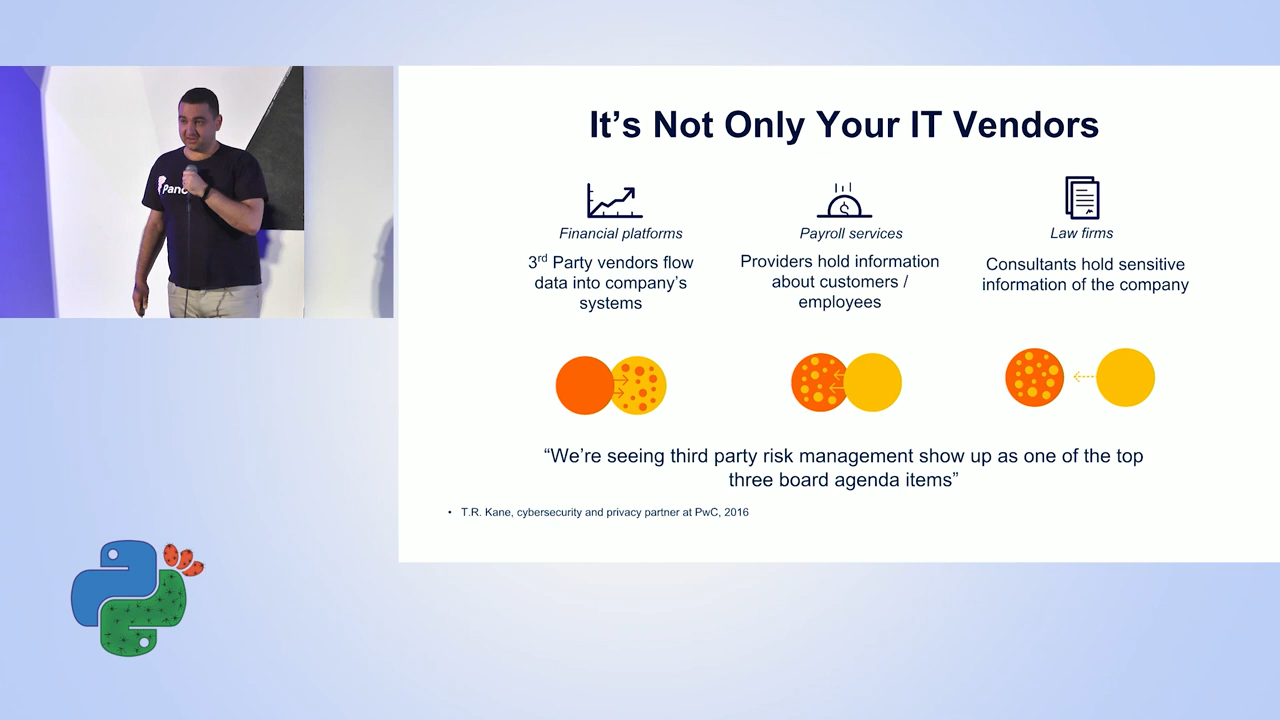 It's Not Only Your IT Vendors
Financial platforms
3rd Party vendors flow
data into company's
systems
Payroll services
Providers hold information
about customers /
employees
Law firms
Consultants hold sensitive
information of the company
“We're seeing third party risk management show up as one of the top
three board agenda items”
• T.R. Kane, cybersecurity and privacy partner at PwC, 2016